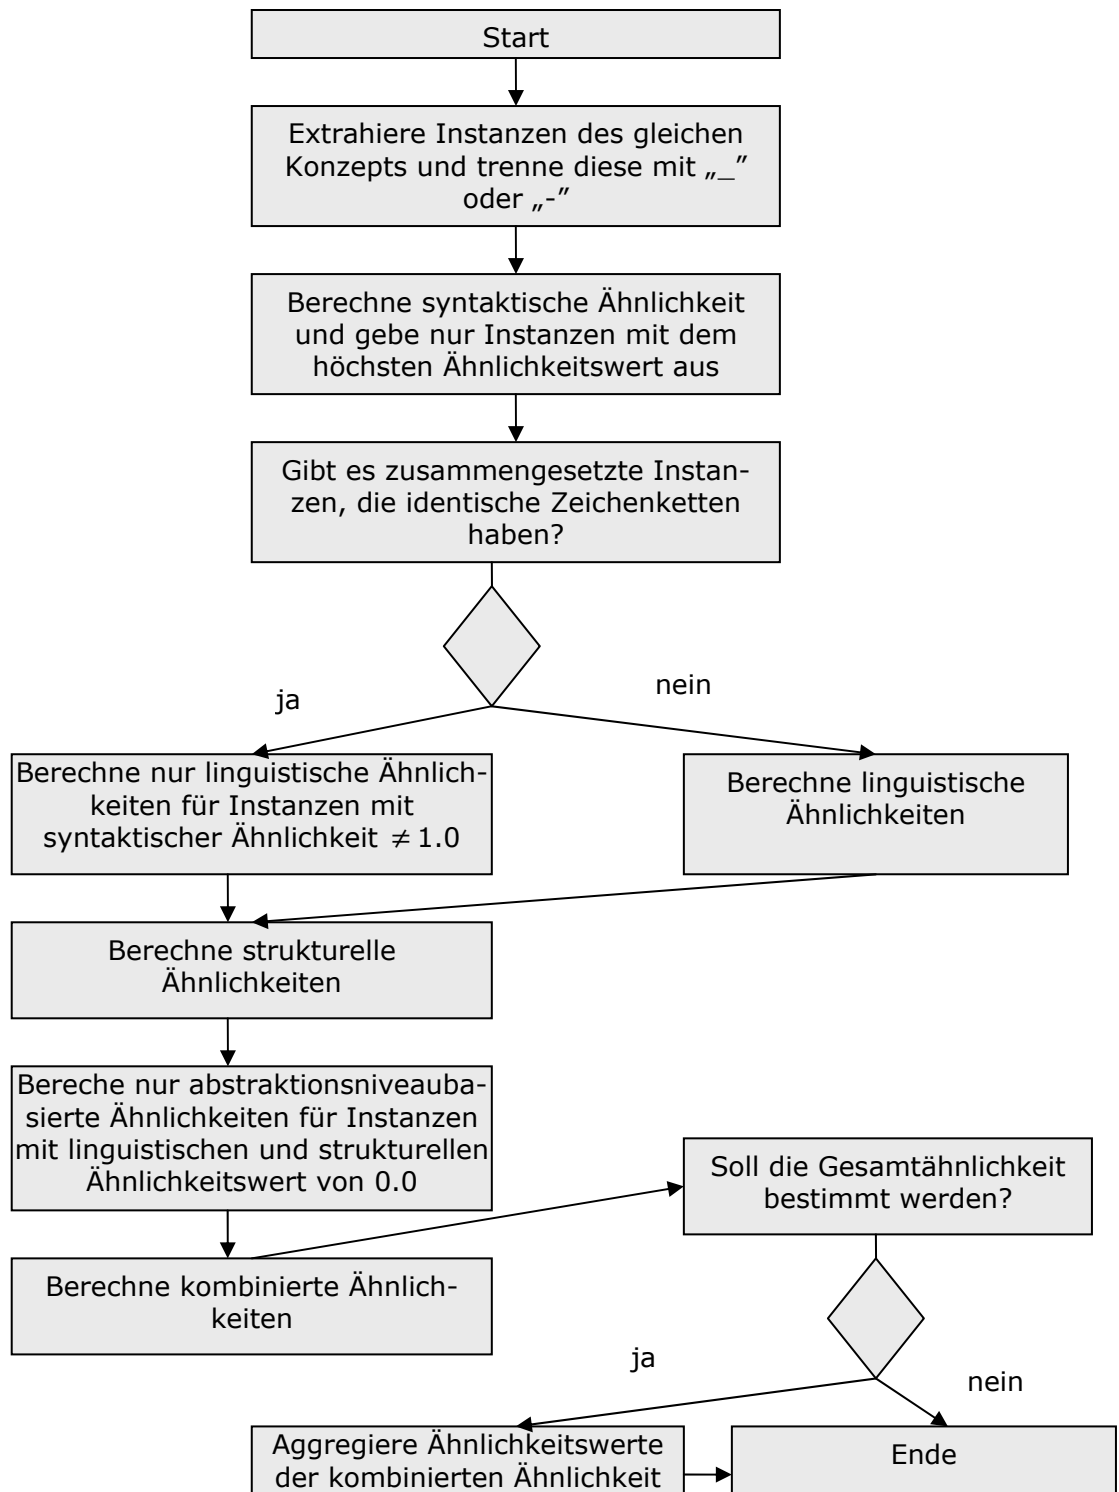 Start
Extrahiere Instanzen des gleichen
Konzepts und trenne diese mit „_”
oder „-”
Berechne syntaktische Ähnlichkeit
und gebe nur Instanzen mit dem
höchsten Ähnlichkeitswert aus
Gibt es zusammengesetzte Instan-
zen, die identische Zeichenketten
haben?
ja
nein
Berechne nur linguistische Ähnlich-
keiten für Instanzen mit
syntaktischer Ähnlichkeit ≠ 1.0
Berechne linguistische
Ähnlichkeiten
Berechne strukturelle
Ähnlichkeiten
Bereche nur abstraktionsniveauba-
sierte Ähnlichkeiten für Instanzen
mit linguistischen und strukturellen
Ähnlichkeitswert von 0.0
Soll die Gesamtähnlichkeit
bestimmt werden?
Berechne kombinierte Ähnlich-
keiten
ja
nein
Aggregiere Ähnlichkeitswerte
der kombinierten Ähnlichkeit
Ende